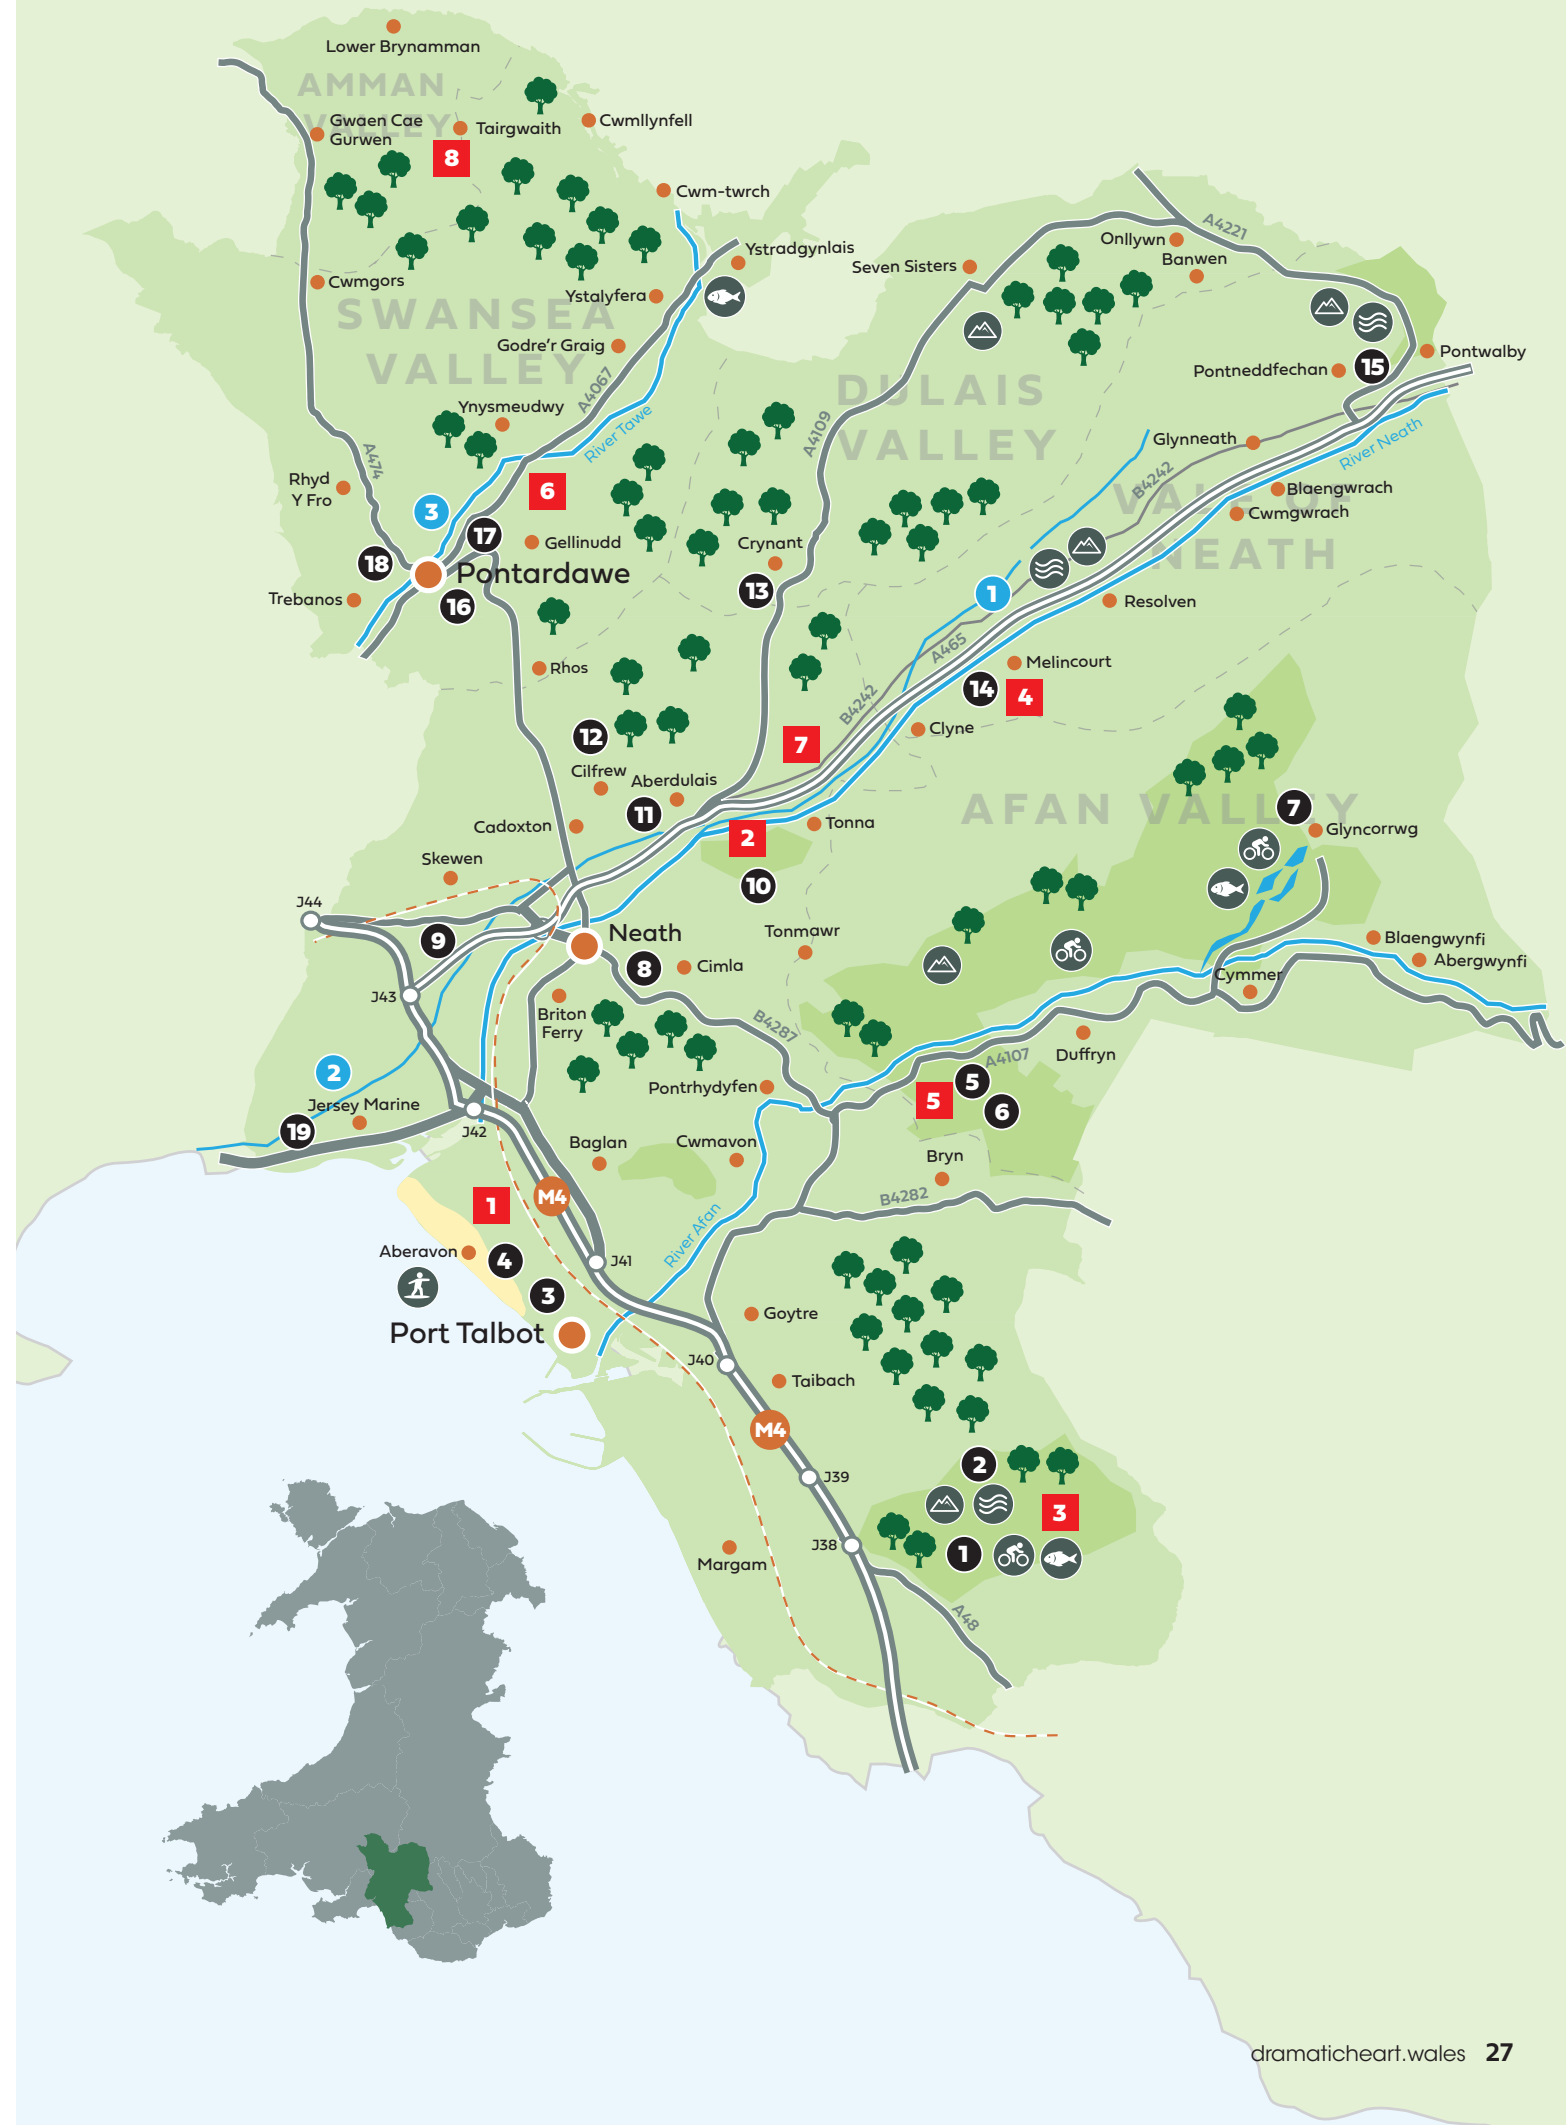 Lower Brynamman
AMMAN
VALLEY
Gwaen Cae
Gurwen
Tairgwaith
Cwmllynfell
8
Cwm-twrch
Ystradgynlais
Cwmgors
Ystalyfera
SWANSEA
VALLEY
Godre'r Graig
A4067
Ynysmeudwy
River Tawe
A474
Rhyd
Y Fro
6
3
17
Gellinudd
18
Pontardawe
16
Trebanos
Rhos
Seven Sisters
Onllywn
A4221
Banwen
DULAIS
VALLEY
A4109
Pontneddfechan
15
Pontwalby
Glynneath
B4242
River Neath
VALE OF
NEATH
Blaengwrach
Cwmgwrach
Crynant
13
1
Resolven
A465
Melincourt
14
4
B4242
Clyne
7
12
Cilfrew
Aberdulais
11
Cadoxton
2
Tonna
10
AFAN VALLEY
7
Glyncorrwg
Skewen
J44
9
Neath
8
Cimla
Tonmawr
J43
Briton
Ferry
B4287
Blaengwynfi
Abergwynfi
Cymmer
Duffryn
A4107
Pontrhydyfen
5
5
6
2
Jersey Marine
19
J42
Baglan
Cwmavon
Bryn
B4282
1
M4
River Afan
Aberavon
4
J41
3
Port Talbot
Goytre
J40
Taibach
M4
J39
2
3
J38
1
Margam
A48
dramaticheart.wales 27